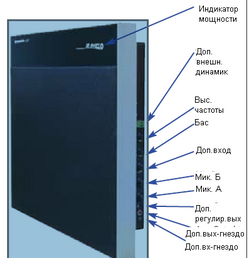 Индикатор
мощности
Доп.
внешн.
динамик
Выс.
частоты
Бас
Доп.вход
Мик. Б
Мик. А
Доп.
регулир.вых
Доп.вых-гнездо
Доп.вх-гнездо